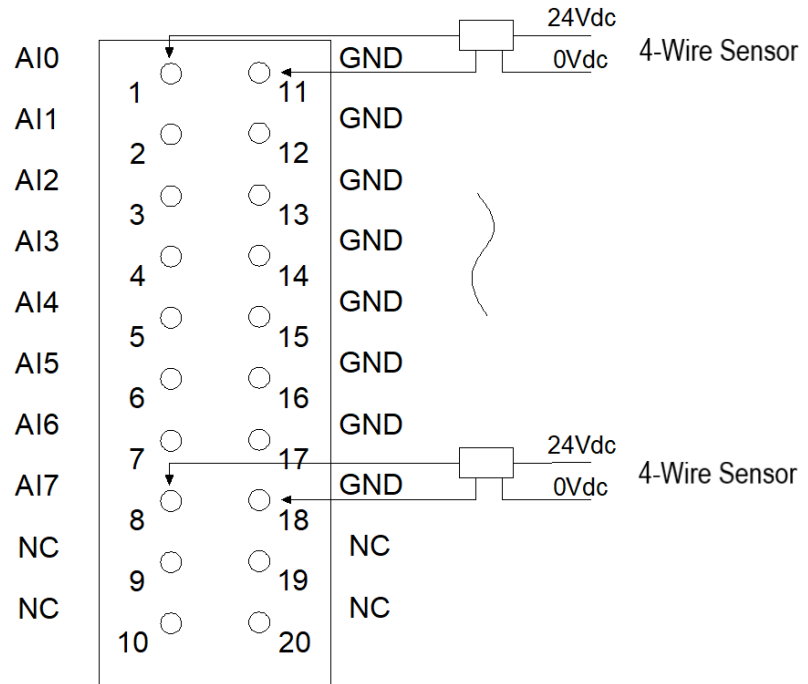 24Vdc
AI0 GND 0Vdc 4-Wire Sensor
1 11
AI1 GND
2 12
AI2 GND
3 13
AI3 GND
4 14
AI4 GND
5 15
AI5 GND
6 16
AI6 GND
7 17 24Vdc
AI7 GND 0Vdc 4-Wire Sensor
8 18
NC NC
9 19
NC NC
10 20